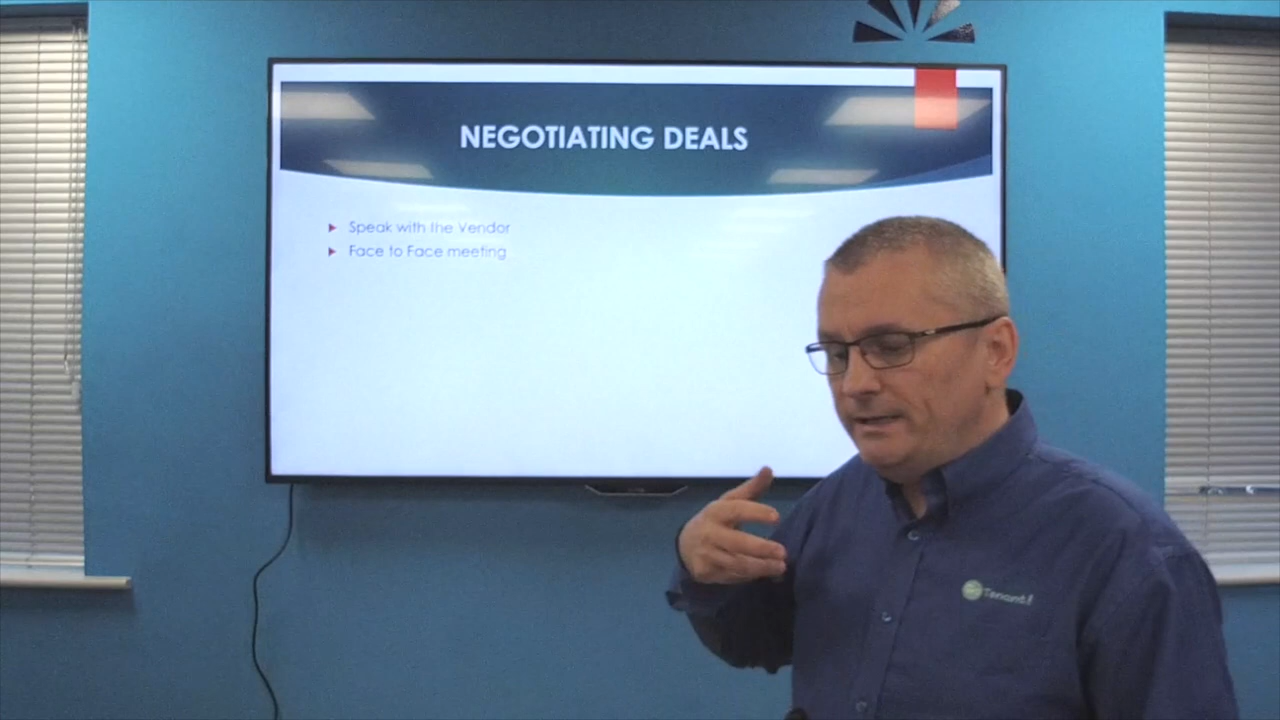 NEGOTIATING DEALS
Speak with the Vendor
Face to Face meeting